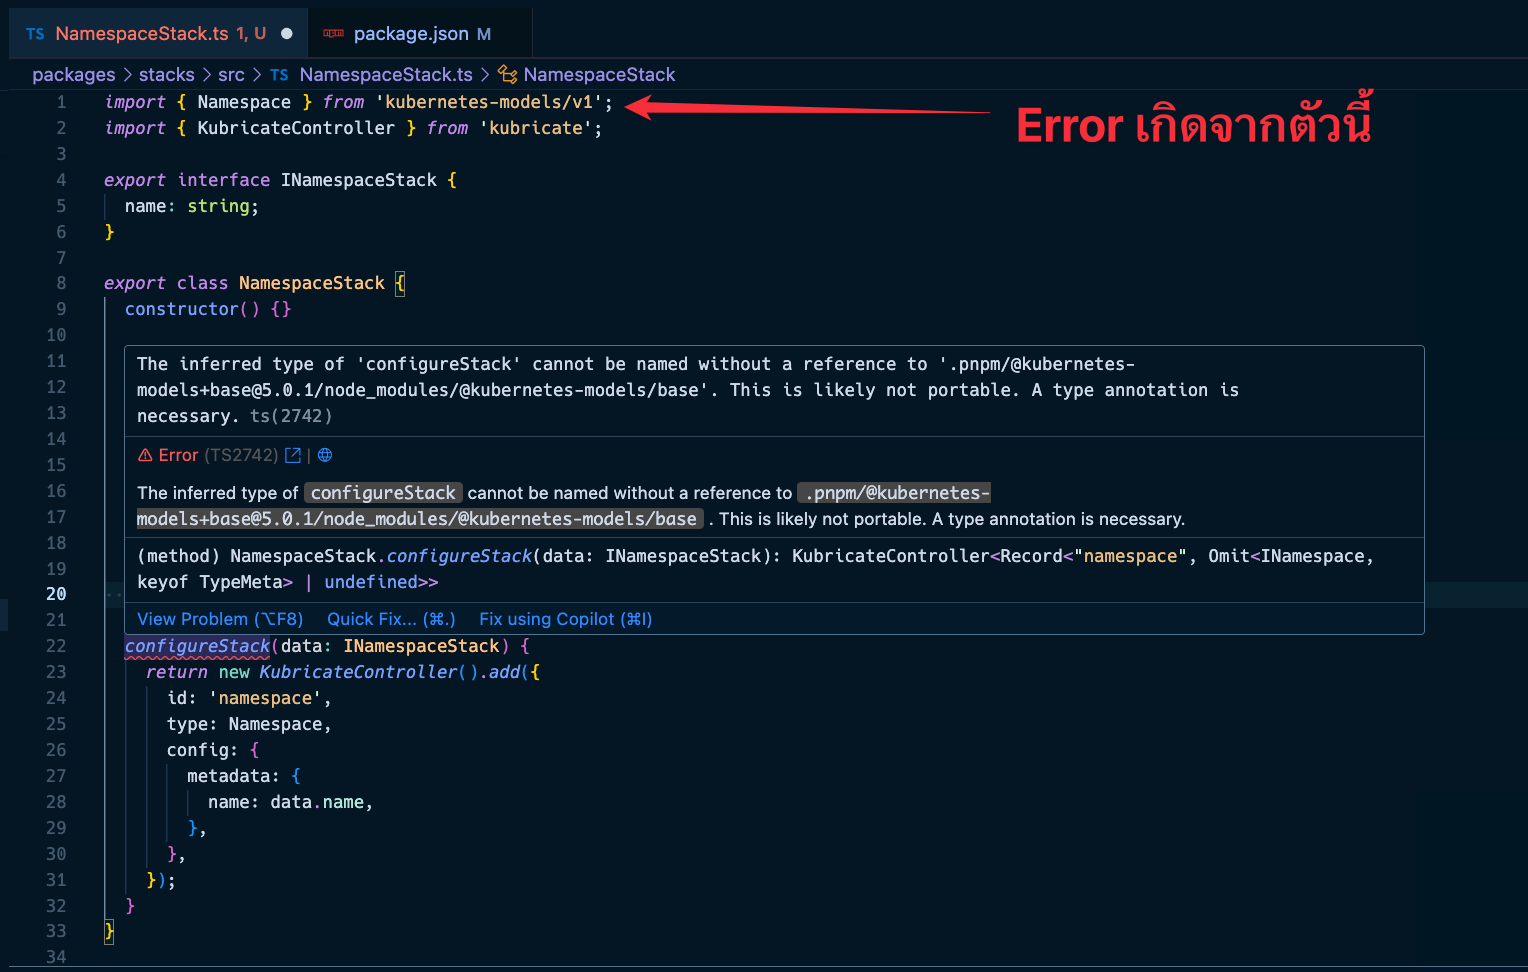 TS NamespaceStack.ts 1, U ● npm package.json M
packages > stacks > src > TS NamespaceStack.ts > NamespaceStack
1 import { Namespace } from 'kubernetes-models/v1';
Error เกิดจากตัวนี้
2 import { KubricateController } from 'kubricate';
3
4 export interface INamespaceStack {
5 name: string;
6 }
7
8 export class NamespaceStack {
9 constructor() {}
10
11
12
13
14
15
16
17
18
19
20
21
The inferred type of 'configureStack' cannot be named without a reference to '.pnpm/@kubernetes-
models+base@5.0.1/node_modules/@kubernetes-models/base'. This is likely not portable. A type annotation is
necessary. ts(2742)
Error (TS2742) |
The inferred type of configureStack cannot be named without a reference to .pnpm/@kubernetes-
models+base@5.0.1/node_modules/@kubernetes-models/base . This is likely not portable. A type annotation is necessary.
(method) NamespaceStack.configureStack(data: INamespaceStack): KubricateController<Record<"namespace", Omit<INamespace,
keyof TypeMeta> | undefined>>
View Problem (⌥F8) Quick Fix... (⌘.) Fix using Copilot (⌘I)
22 configureStack(data: INamespaceStack) {
23 return new KubricateController().add({
24 id: 'namespace',
25 type: Namespace,
26 config: {
27 metadata: {
28 name: data.name,
29 },
30 },
31 });
32 }
33 }
34